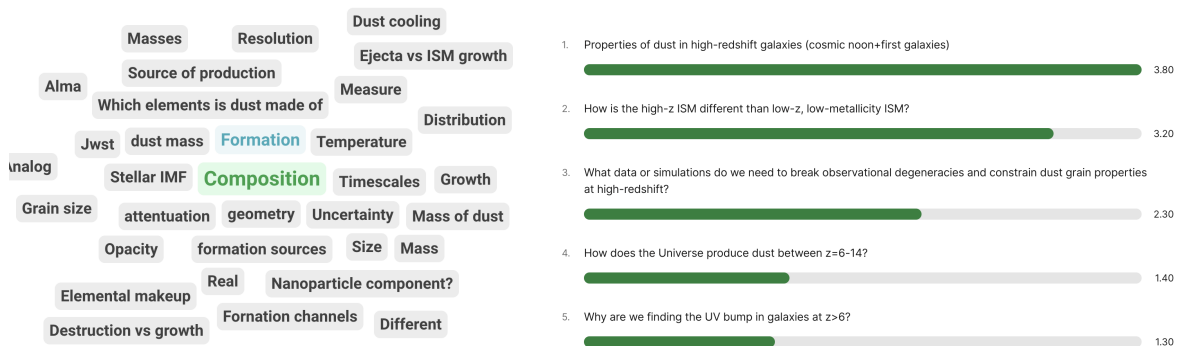 Dust cooling
Masses
Resolution
Ejecta vs ISM growth
Source of production
Alma
Measure
Which elements is dust made of
Distribution
Jwst
dust mass
Formation
Temperature
Analog
Stellar IMF
Composition
Timescales
Growth
Grain size
attentuation
geometry
Uncertainty
Mass of dust
Opacity
formation sources
Size
Mass
Real
Nanoparticle component?
Elemental makeup
Fornation channels
Different
Destruction vs growth
1. Properties of dust in high-redshift galaxies (cosmic noon+first galaxies)
3.80
2. How is the high-z ISM different than low-z, low-metallicity ISM?
3.20
3. What data or simulations do we need to break observational degeneracies and constrain dust grain properties
at high-redshift?
2.30
4. How does the Universe produce dust between z=6-14?
1.40
5. Why are we finding the UV bump in galaxies at z>6?
1.30